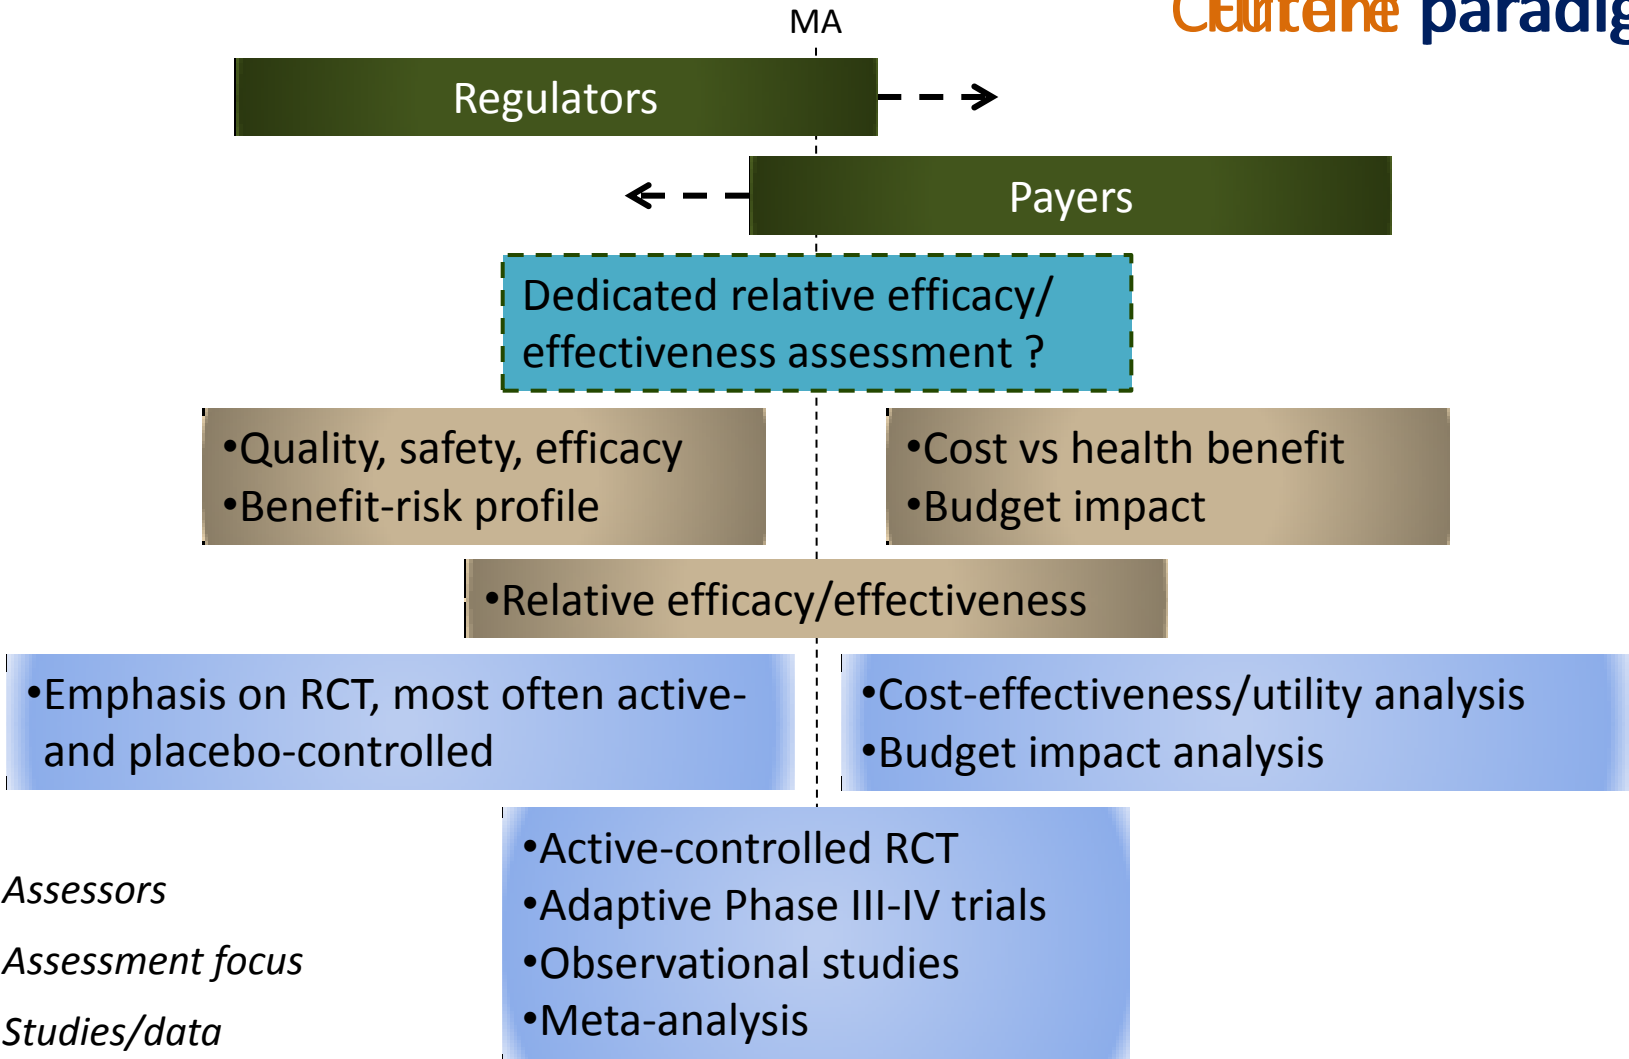 MA
paradig
Regulators
Payers
Dedicated relative efficacy/
effectiveness assessment ?
•Quality, safety, efficacy
•Benefit-risk profile
•Cost vs health benefit
•Budget impact
•Relative efficacy/effectiveness
•Emphasis on RCT, most often active-
and placebo-controlled
•Cost-effectiveness/utility analysis
•Budget impact analysis
•Active-controlled RCT
•Adaptive Phase III-IV trials
•Observational studies
•Meta-analysis
Assessors
Assessment focus
Studies/data